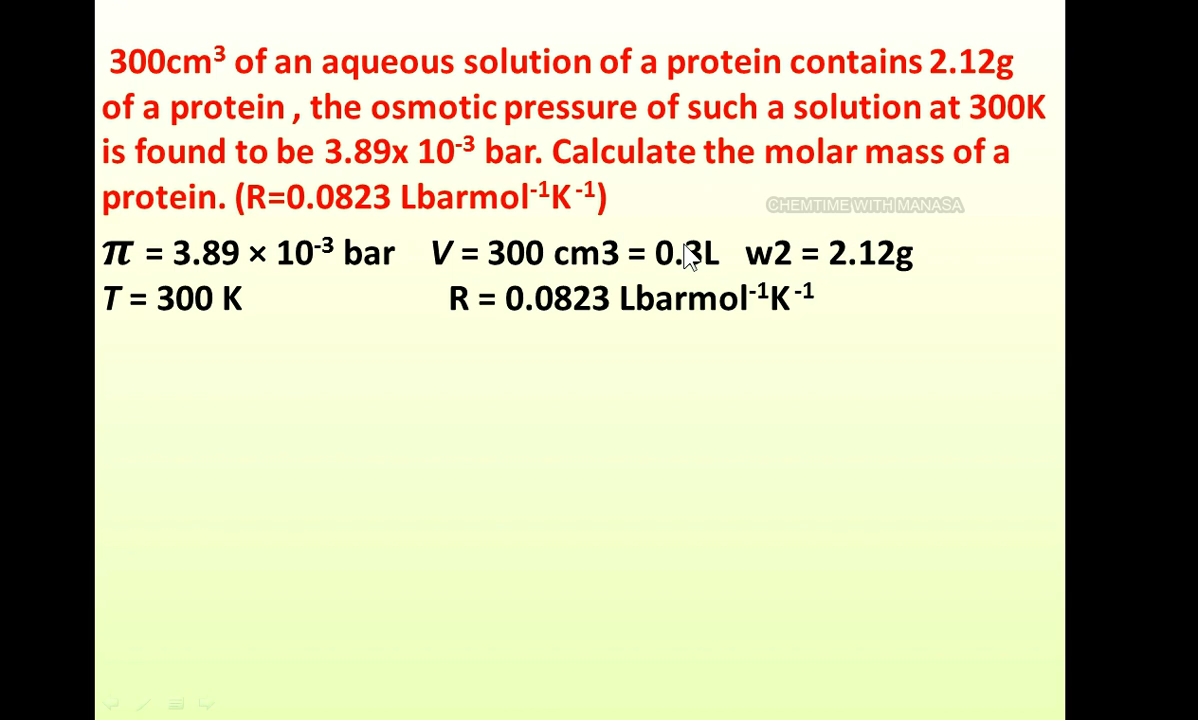 300cm³ of an aqueous solution of a protein contains 2.12g
of a protein , the osmotic pressure of such a solution at 300K
is found to be 3.89x 10⁻³ bar. Calculate the molar mass of a
protein. (R=0.0823 Lbarmol⁻¹K⁻¹)
CHEMTIME WITH MANASA
π = 3.89 × 10⁻³ bar V = 300 cm3 = 0.3L w2 = 2.12g
T = 300 K R = 0.0823 Lbarmol⁻¹K⁻¹